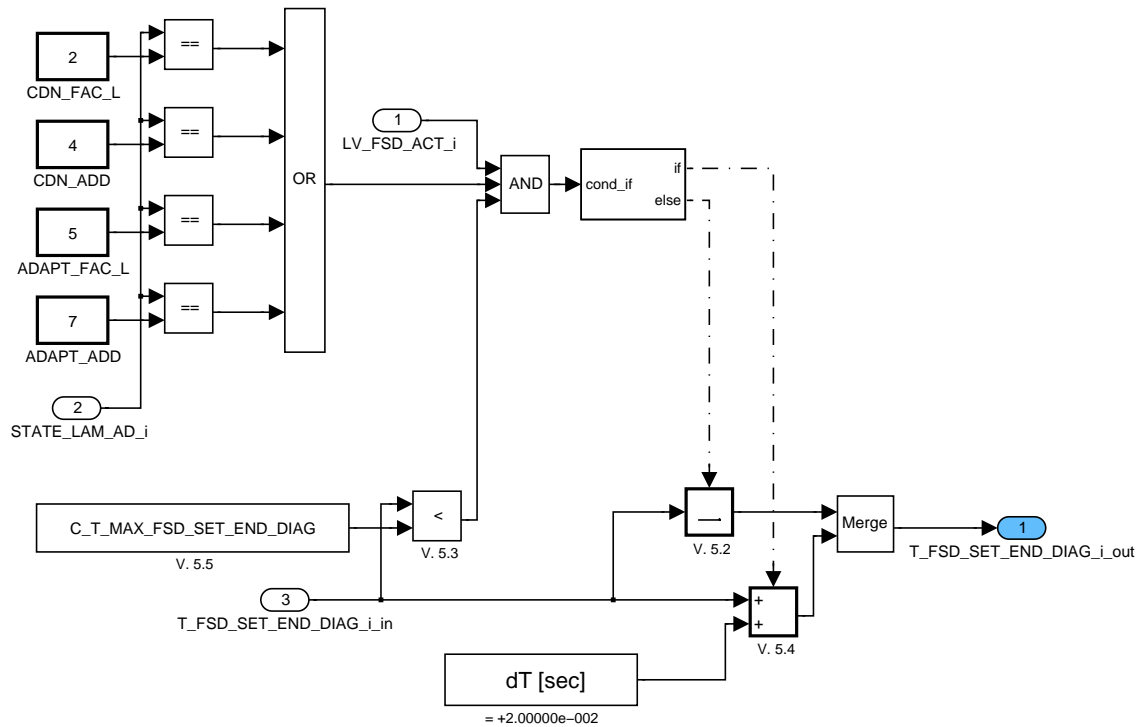 2
CDN_FAC_L
==
4
CDN_ADD
==
5
ADAPT_FAC_L
==
7
ADAPT_ADD
==
OR
2
STATE_LAM_AD_i
1
LV_FSD_ACT_i
AND
cond_if
if
else
C_T_MAX_FSD_SET_END_DIAG
V. 5.5
<
V. 5.3
3
T_FSD_SET_END_DIAG_i_in
V. 5.2
+
+
V. 5.4
dT [sec]
= +2.00000e−002
Merge
1
T_FSD_SET_END_DIAG_i_out